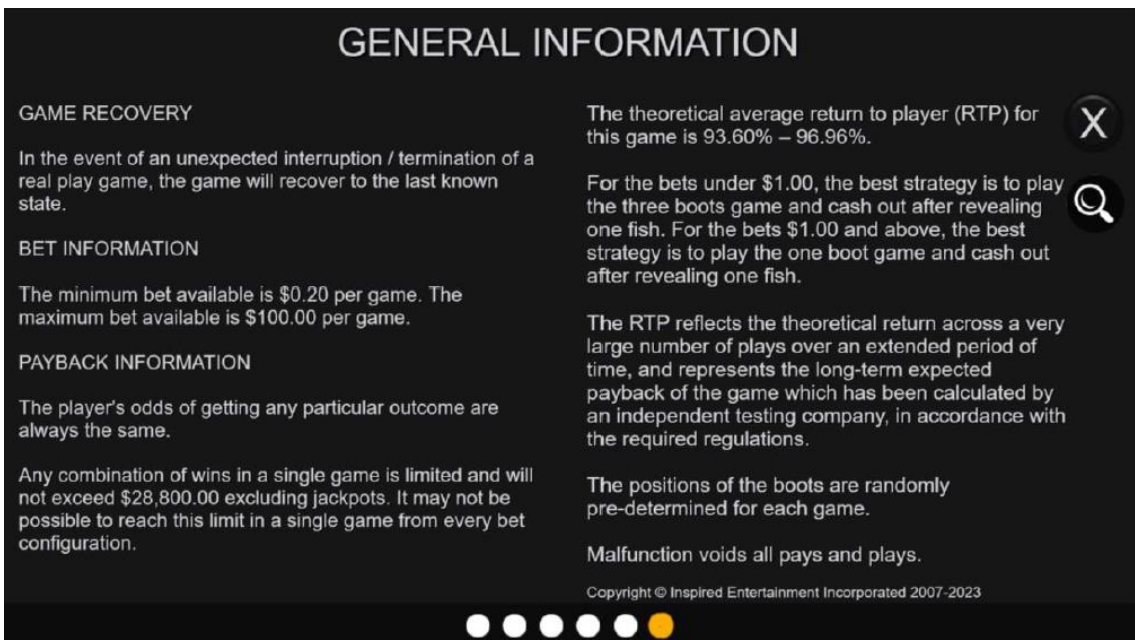 GENERAL INFORMATION
GAME RECOVERY
In the event of an unexpected interruption / termination of a
real play game, the game will recover to the last known
state.
BET INFORMATION
The minimum bet available is $0.20 per game. The
maximum bet available is $100.00 per game.
PAYBACK INFORMATION
The player's odds of getting any particular outcome are
always the same.
Any combination of wins in a single game is limited and will
not exceed $28,800.00 excluding jackpots. It may not be
possible to reach this limit in a single game from every bet
configuration.
The theoretical average return to player (RTP) for
this game is 93.60% – 96.96%.
For the bets under $1.00, the best strategy is to play
the three boots game and cash out after revealing
one fish. For the bets $1.00 and above, the best
strategy is to play the one boot game and cash out
after revealing one fish.
The RTP reflects the theoretical return across a very
large number of plays over an extended period of
time, and represents the long-term expected
payback of the game which has been calculated by
an independent testing company, in accordance with
the required regulations.
The positions of the boots are randomly
pre-determined for each game.
Malfunction voids all pays and plays.
Copyright © Inspired Entertainment Incorporated 2007-2023
X